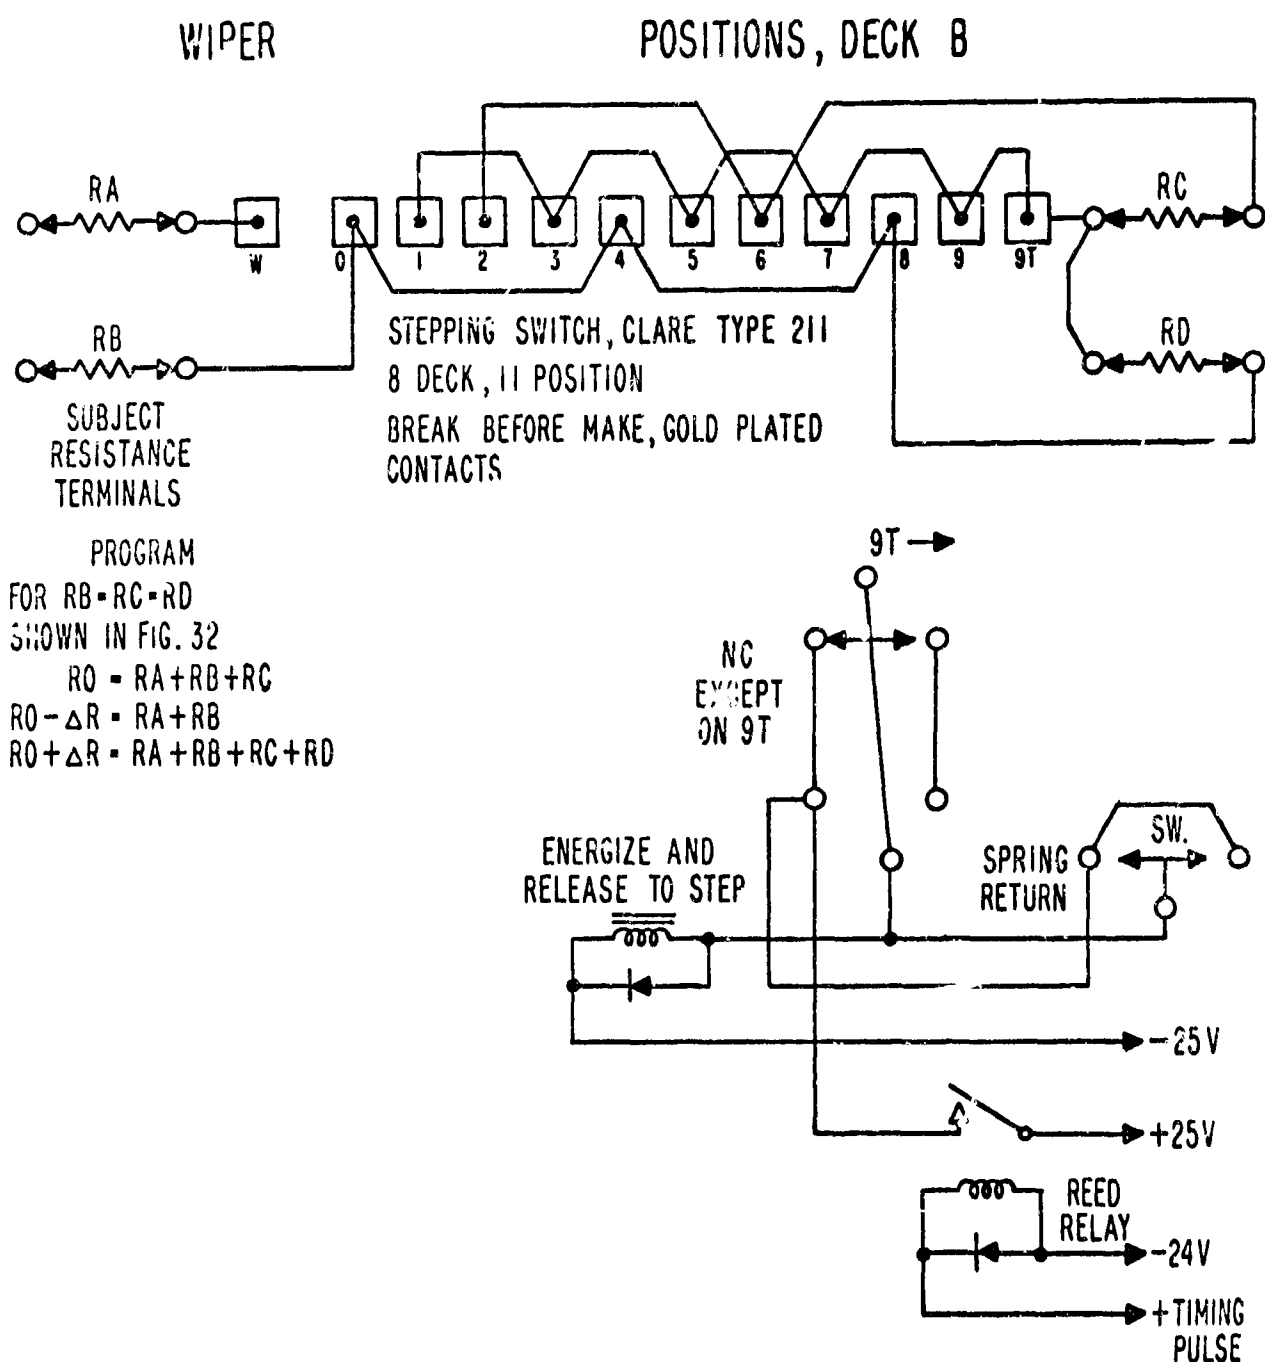 WIPER
POSITIONS, DECK B
RA
RC
W
0
1
2
3
4
5
6
7
8
9
9T
RB
RD
STEPPING SWITCH, CLARE TYPE 211
8 DECK, 11 POSITION
BREAK BEFORE MAKE, GOLD PLATED
CONTACTS
SUBJECT
RESISTANCE
TERMINALS
PROGRAM
FOR RB=RC=RD
SHOWN IN FIG. 32
RO = RA+RB+RC
RO-ΔR = RA+RB
RO+ΔR = RA+RB+RC+RD
9T
NC
EXCEPT
ON 9T
ENERGIZE AND
RELEASE TO STEP
SPRING
RETURN
SW.
-25V
+25V
REED
RELAY
-24V
+TIMING
PULSE